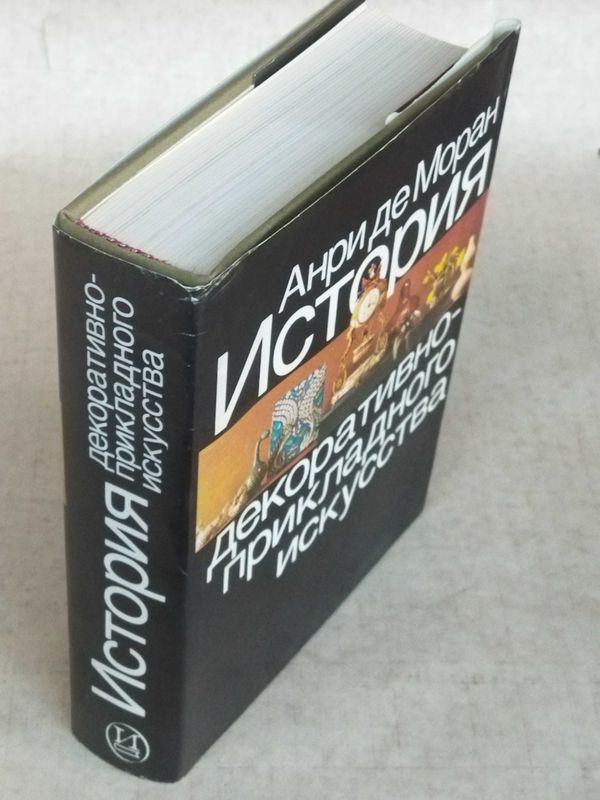 Анри де Моран
История
декоративно-
прикладного
искусства
История
декоративно-
прикладного
искусства
И